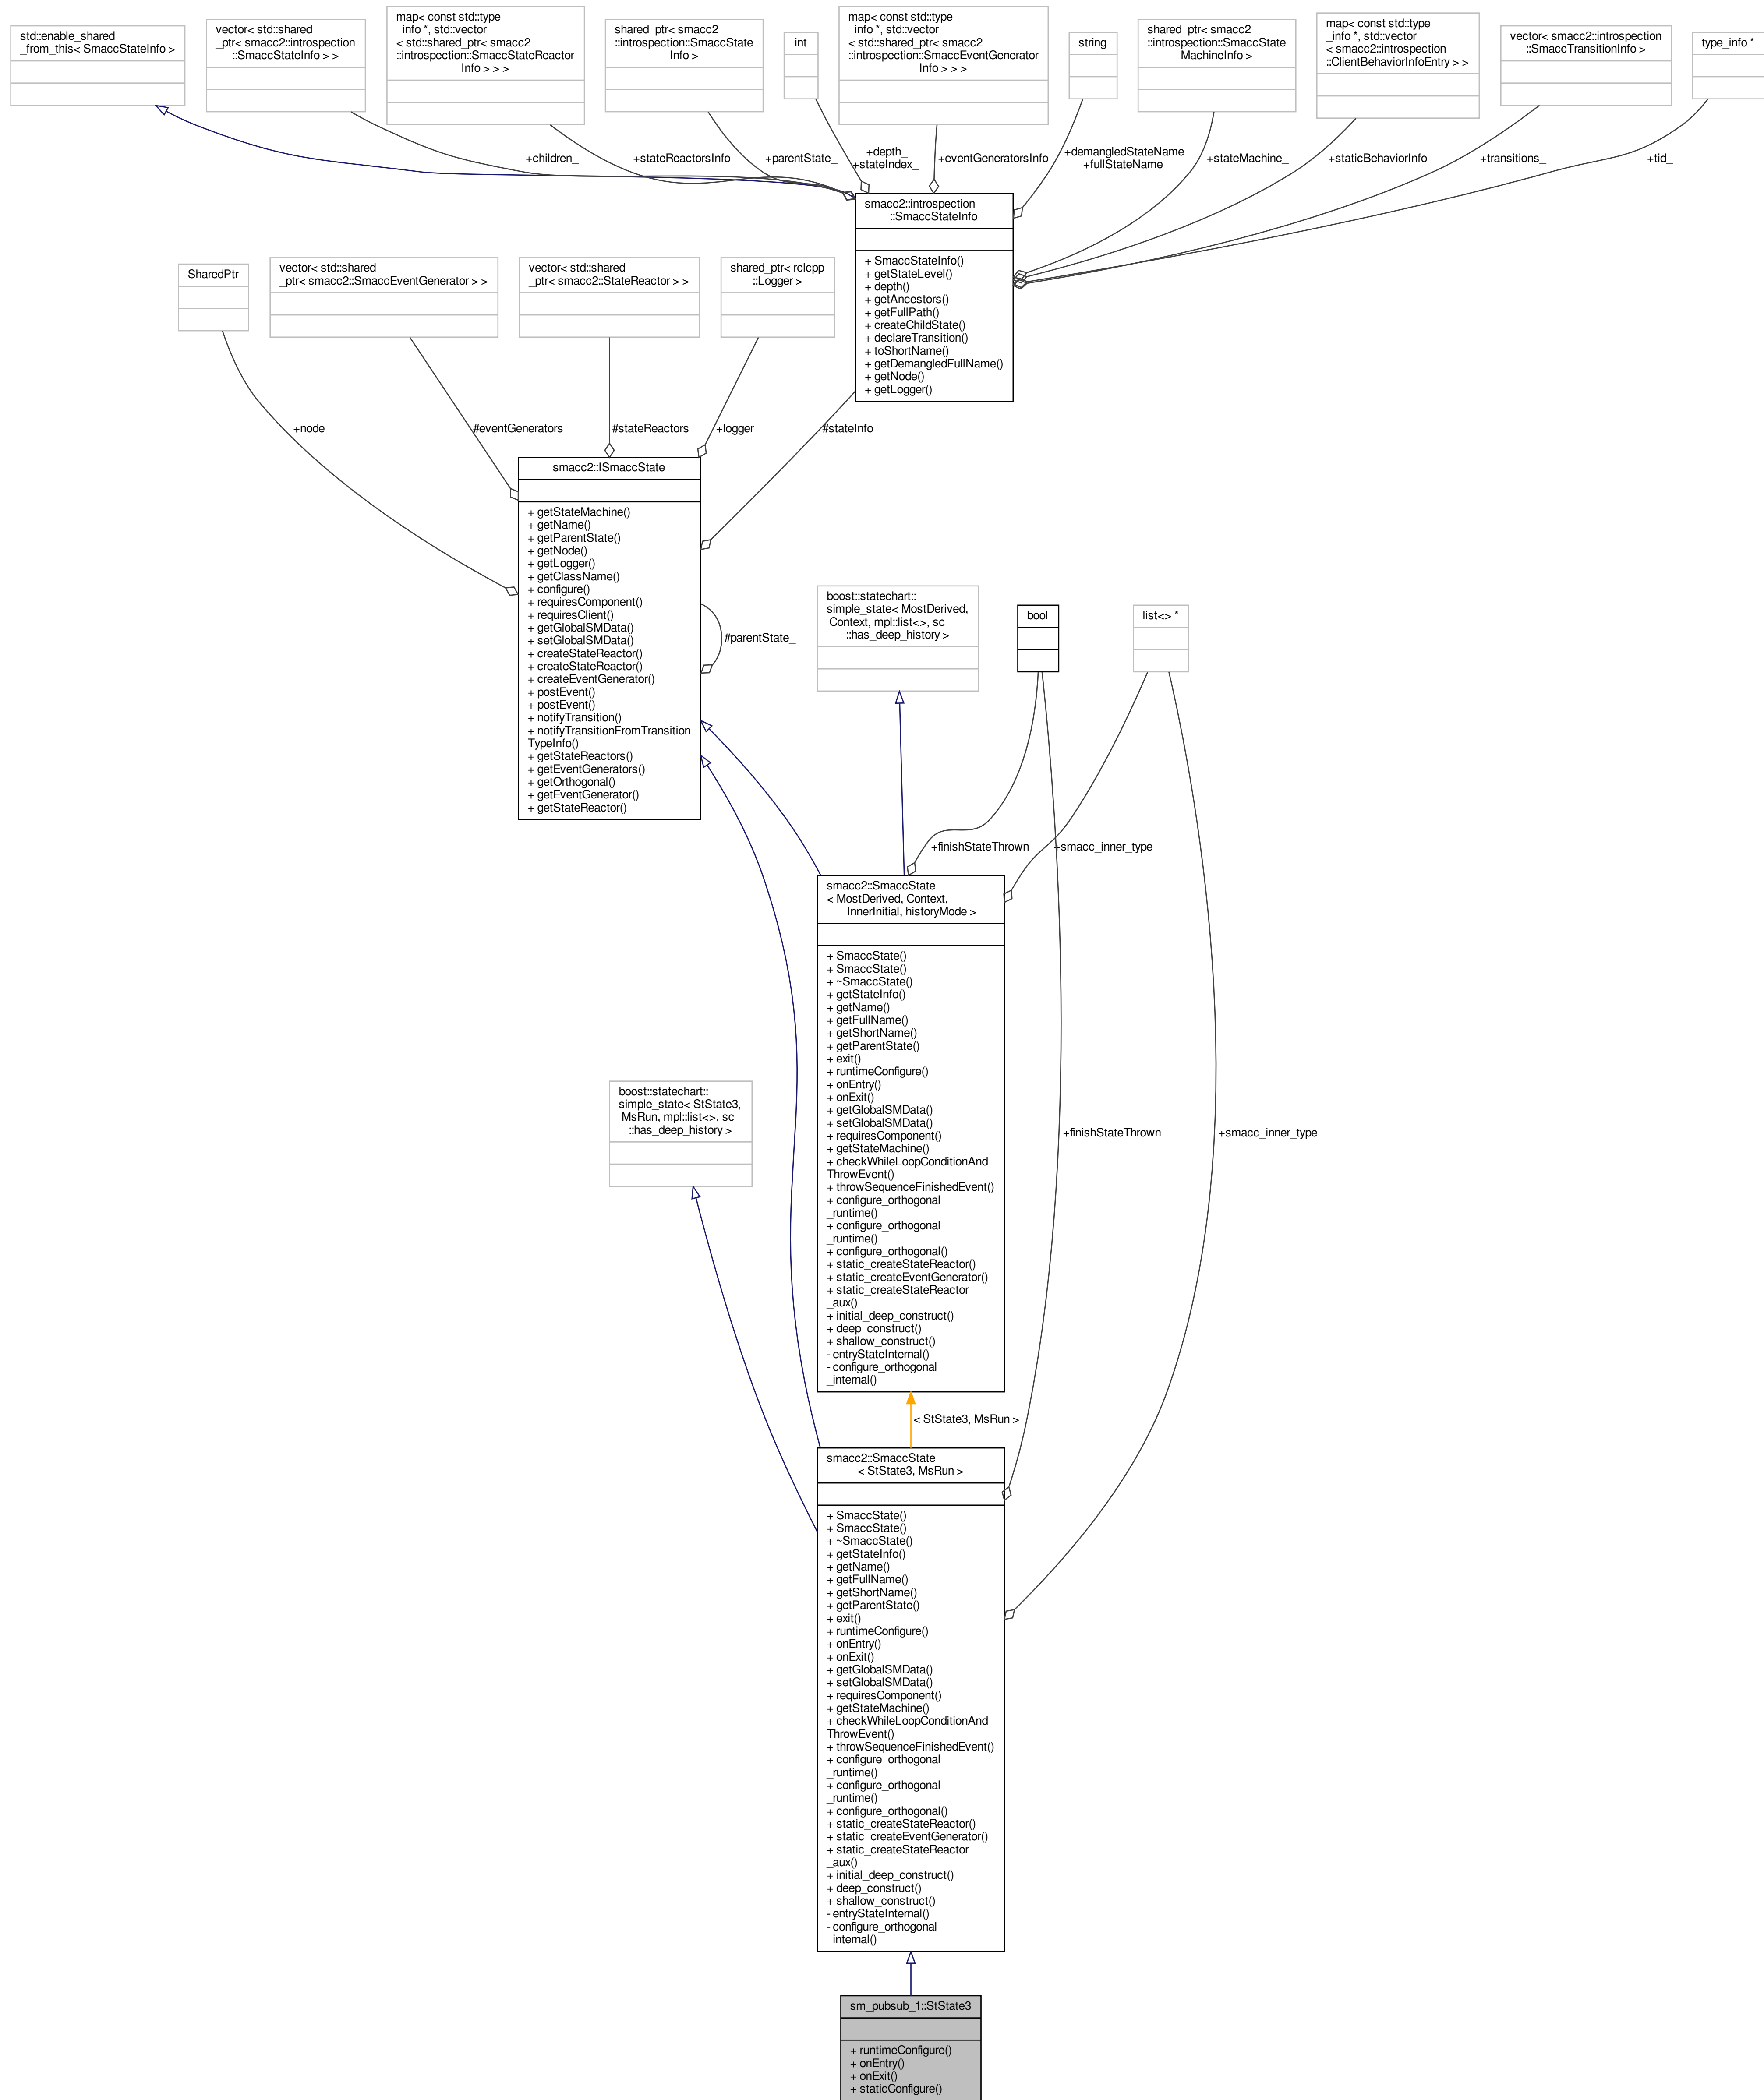 std::enable_shared
_from_this< SmaccStateInfo >
vector< std::shared
_ptr< smacc2::introspection
::SmaccStateInfo > >
map< const std::type
_info *, std::vector
< std::shared_ptr< smacc2
::introspection::SmaccStateReactor
Info > > >
shared_ptr< smacc2
::introspection::SmaccState
Info >
int
map< const std::type
_info *, std::vector
< std::shared_ptr< smacc2
::introspection::SmaccEventGenerator
Info > > >
string
shared_ptr< smacc2
::introspection::SmaccState
MachineInfo >
map< const std::type
_info *, std::vector
< smacc2::introspection
::ClientBehaviorInfoEntry > >
vector< smacc2::introspection
::SmaccTransitionInfo >
type_info *
+children_
+stateReactorsInfo
+parentState_
+depth_
+stateIndex_
+eventGeneratorsInfo
+demangledStateName
+fullStateName
+stateMachine_
+staticBehaviorInfo
+transitions_
+tid_
smacc2::introspection
::SmaccStateInfo
+ SmaccStateInfo()
+ getStateLevel()
+ depth()
+ getAncestors()
+ getFullPath()
+ createChildState()
+ declareTransition()
+ toShortName()
+ getDemangledFullName()
+ getNode()
+ getLogger()
SharedPtr
vector< std::shared
_ptr< smacc2::SmaccEventGenerator > >
vector< std::shared
_ptr< smacc2::StateReactor > >
shared_ptr< rclcpp
::Logger >
+node_
#eventGenerators_
#stateReactors_
+logger_
#stateInfo_
smacc2::ISmaccState
+ getStateMachine()
+ getName()
+ getParentState()
+ getNode()
+ getLogger()
+ getClassName()
+ configure()
+ requiresComponent()
+ requiresClient()
+ getGlobalSMData()
+ setGlobalSMData()
+ createStateReactor()
+ createStateReactor()
+ createEventGenerator()
+ postEvent()
+ postEvent()
+ notifyTransition()
+ notifyTransitionFromTransition
TypeInfo()
+ getStateReactors()
+ getEventGenerators()
+ getOrthogonal()
+ getEventGenerator()
+ getStateReactor()
#parentState_
boost::statechart::
simple_state< MostDerived,
Context, mpl::list<>, sc
::has_deep_history >
bool
list<> *
+finishStateThrown
+smacc_inner_type
smacc2::SmaccState
< MostDerived, Context,
InnerInitial, historyMode >
+ SmaccState()
+ SmaccState()
+ ~SmaccState()
+ getStateInfo()
+ getName()
+ getFullName()
+ getShortName()
+ getParentState()
+ exit()
+ runtimeConfigure()
+ onEntry()
+ onExit()
+ getGlobalSMData()
+ setGlobalSMData()
+ requiresComponent()
+ getStateMachine()
+ checkWhileLoopConditionAnd
ThrowEvent()
+ throwSequenceFinishedEvent()
+ configure_orthogonal
_runtime()
+ configure_orthogonal
_runtime()
+ configure_orthogonal()
+ static_createStateReactor()
+ static_createEventGenerator()
+ static_createStateReactor
_aux()
+ initial_deep_construct()
+ deep_construct()
+ shallow_construct()
- entryStateInternal()
- configure_orthogonal
_internal()
boost::statechart::
simple_state< StState3,
MsRun, mpl::list<>, sc
::has_deep_history >
+finishStateThrown
+smacc_inner_type
< StState3, MsRun >
smacc2::SmaccState
< StState3, MsRun >
+ SmaccState()
+ SmaccState()
+ ~SmaccState()
+ getStateInfo()
+ getName()
+ getFullName()
+ getShortName()
+ getParentState()
+ exit()
+ runtimeConfigure()
+ onEntry()
+ onExit()
+ getGlobalSMData()
+ setGlobalSMData()
+ requiresComponent()
+ getStateMachine()
+ checkWhileLoopConditionAnd
ThrowEvent()
+ throwSequenceFinishedEvent()
+ configure_orthogonal
_runtime()
+ configure_orthogonal
_runtime()
+ configure_orthogonal()
+ static_createStateReactor()
+ static_createEventGenerator()
+ static_createStateReactor
_aux()
+ initial_deep_construct()
+ deep_construct()
+ shallow_construct()
- entryStateInternal()
- configure_orthogonal
_internal()
sm_pubsub_1::StState3
+ runtimeConfigure()
+ onEntry()
+ onExit()
+ staticConfigure()